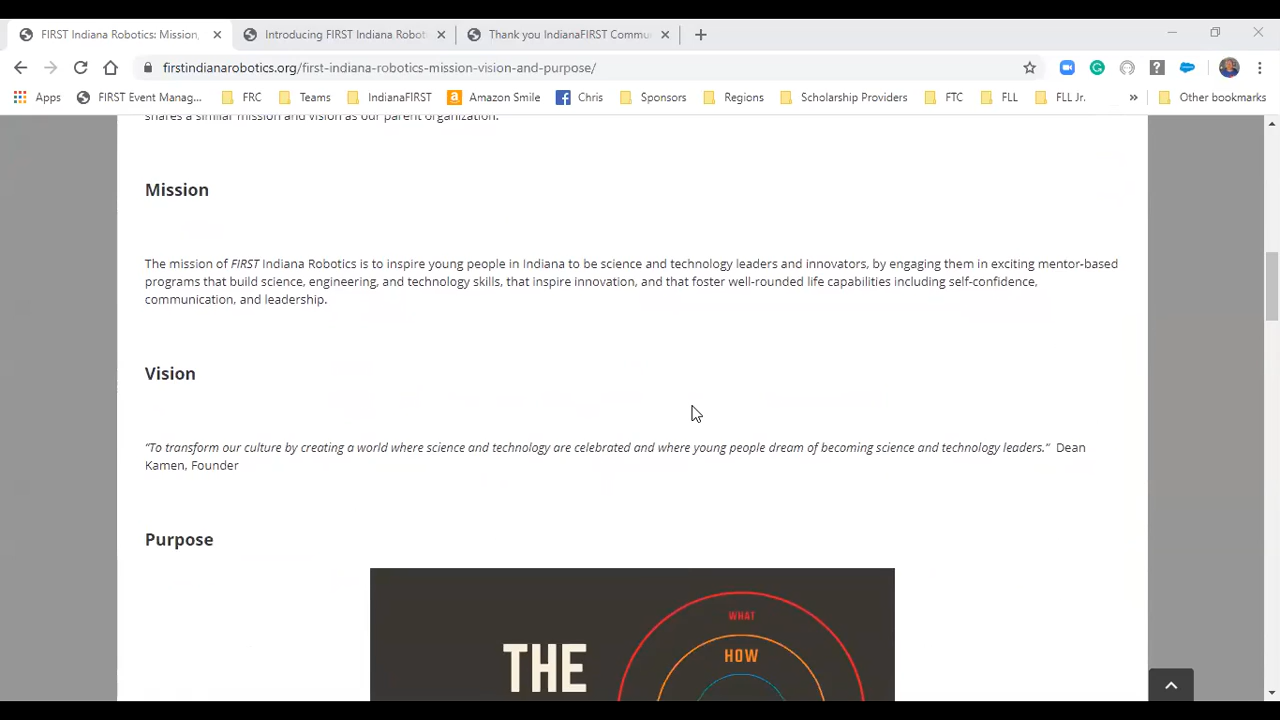 FIRST Indiana Robotics: Mission, Introducing FIRST Indiana Roboti Thank you IndianaFIRST Commu
firstindianarobotics.org/first-indiana-robotics-mission-vision-and-purpose/
Apps FIRST Event Manag... FRC Teams IndianaFIRST Amazon Smile Chris Sponsors Regions Scholarship Providers FTC FLL FLL Jr. » Other bookmarks
shares a similar mission and vision as our parent organization.
Mission
The mission of FIRST Indiana Robotics is to inspire young people in Indiana to be science and technology leaders and innovators, by engaging them in exciting mentor-based
programs that build science, engineering, and technology skills, that inspire innovation, and that foster well-rounded life capabilities including self-confidence,
communication, and leadership.
Vision
“To transform our culture by creating a world where science and technology are celebrated and where young people dream of becoming science and technology leaders.” Dean
Kamen, Founder
Purpose
WHAT
HOW
THE